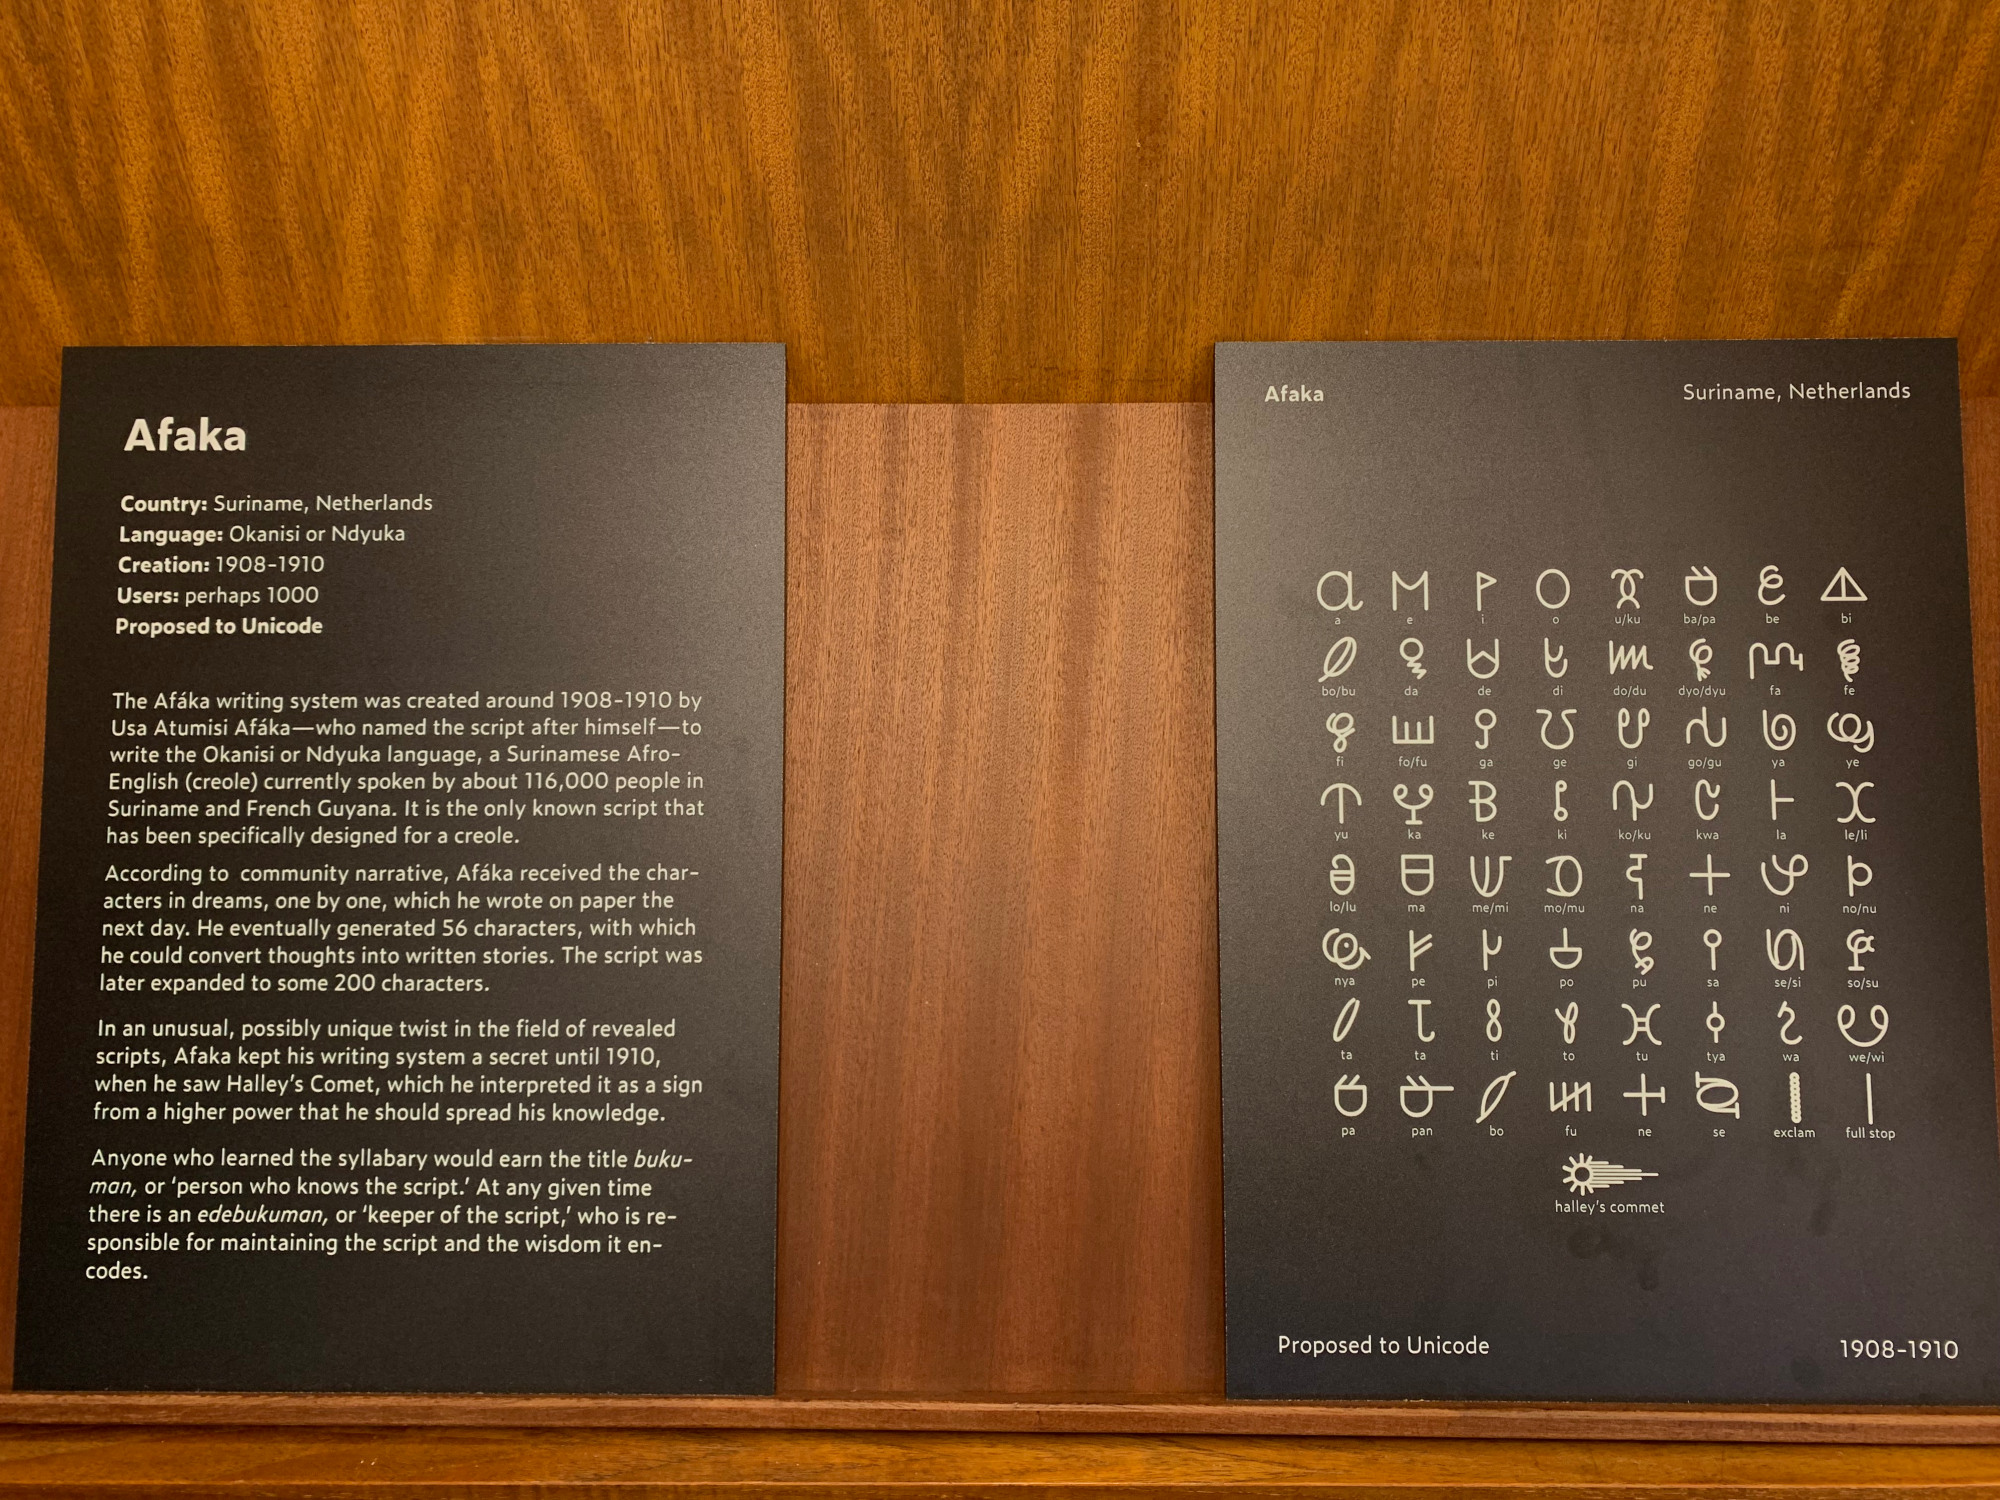 Afaka
Country: Suriname, Netherlands
Language: Okanisi or Ndyuka
Creation: 1908-1910
Users: perhaps 1000
Proposed to Unicode
The Afáka writing system was created around 1908-1910 by
Usa Atumisi Afáka—who named the script after himself—to
write the Okanisi or Ndyuka language, a Surinamese Afro-
English (creole) currently spoken by about 116,000 people in
Suriname and French Guyana. It is the only known script that
has been specifically designed for a creole.
According to community narrative, Afáka received the char-
acters in dreams, one by one, which he wrote on paper the
next day. He eventually generated 56 characters, with which
he could convert thoughts into written stories. The script was
later expanded to some 200 characters.
In an unusual, possibly unique twist in the field of revealed
scripts, Afaka kept his writing system a secret until 1910,
when he saw Halley's Comet, which he interpreted it as a sign
from a higher power that he should spread his knowledge.
Anyone who learned the syllabary would earn the title buku-
man, or 'person who knows the script.' At any given time
there is an edebukuman, or 'keeper of the script,' who is re-
sponsible for maintaining the script and the wisdom it en-
codes.
Afaka Suriname, Netherlands
a e i o u/ku ba/pa be bi
bo/bu da de di do/du dyo/dyu fa fe
fi fo/fu ga ge gi go/gu ya ye
yu ka ke ki ko/ku kwa la le/li
lo/lu ma me/mi mo/mu na ne ni no/nu
nya pe pi po pu sa se/si so/su
ta ta ti to tu tya wa we/wi
pa pan bo fu ne se exclam full stop
halley's commet
Proposed to Unicode 1908-1910